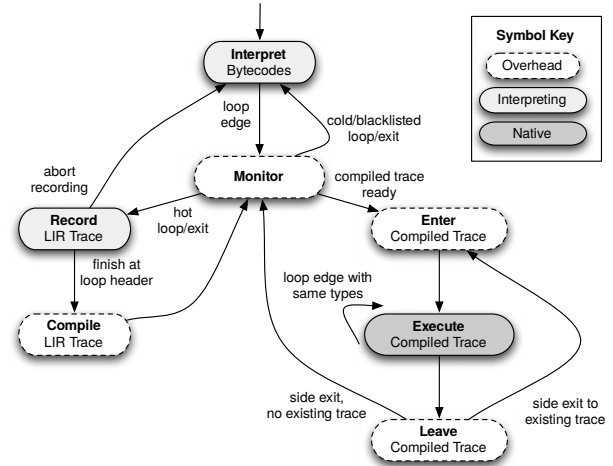 Symbol Key
Overhead
Interpreting
Native
Interpret
Bytecodes
loop
edge
cold/blacklisted
loop/exit
abort
recording
Monitor
compiled trace
ready
Record
LIR Trace
hot
loop/exit
Enter
Compiled Trace
finish at
loop header
loop edge with
same types
Compile
LIR Trace
Execute
Compiled Trace
side exit,
no existing trace
side exit to
existing trace
Leave
Compiled Trace